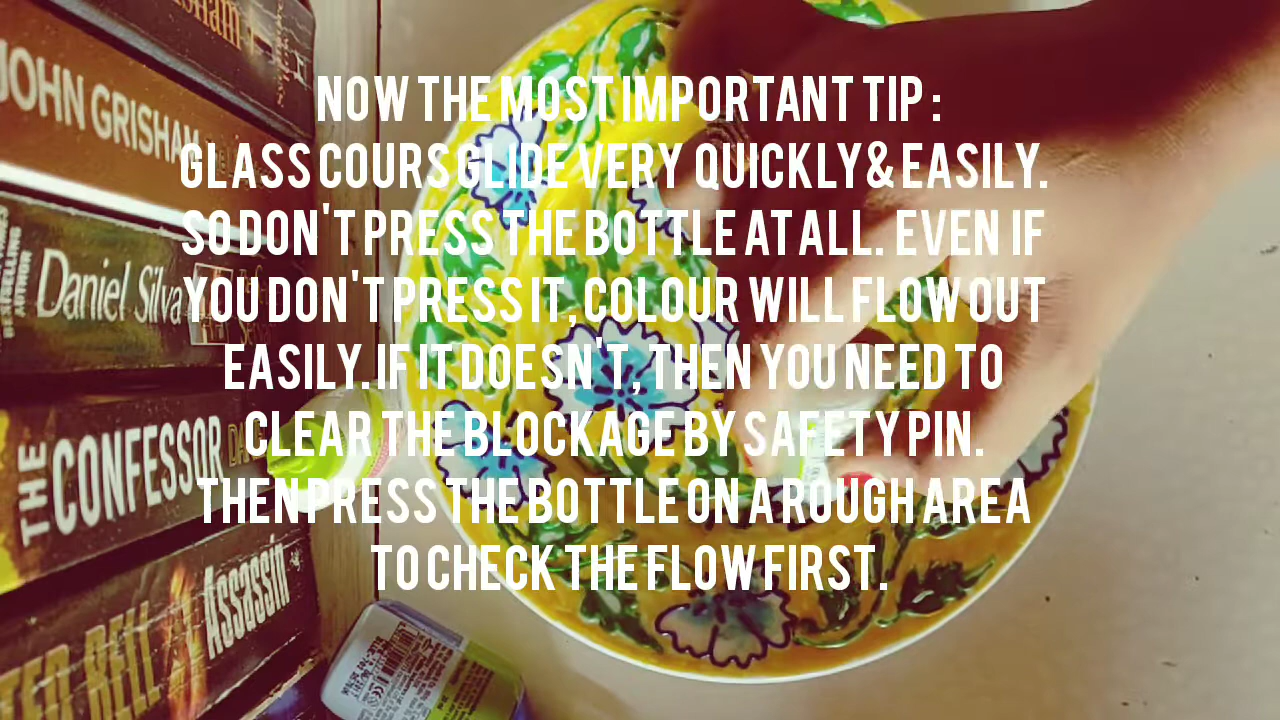 NOW THE MOST IMPORTANT TIP :
GLASS COURS GLIDE VERY QUICKLY & EASILY.
SO DON'T PRESS THE BOTTLE AT ALL. EVEN IF
YOU DON'T PRESS IT, COLOUR WILL FLOW OUT
EASILY. IF IT DOESN'T, THEN YOU NEED TO
CLEAR THE BLOCKAGE BY SAFETY PIN.
THEN PRESS THE BOTTLE ON A ROUGH AREA
TO CHECK THE FLOW FIRST.
JOHN GRISHAM
BESTSELLING
AUTHOR
Daniel Silva
THE
CONFESSOR
BELL
Assassin